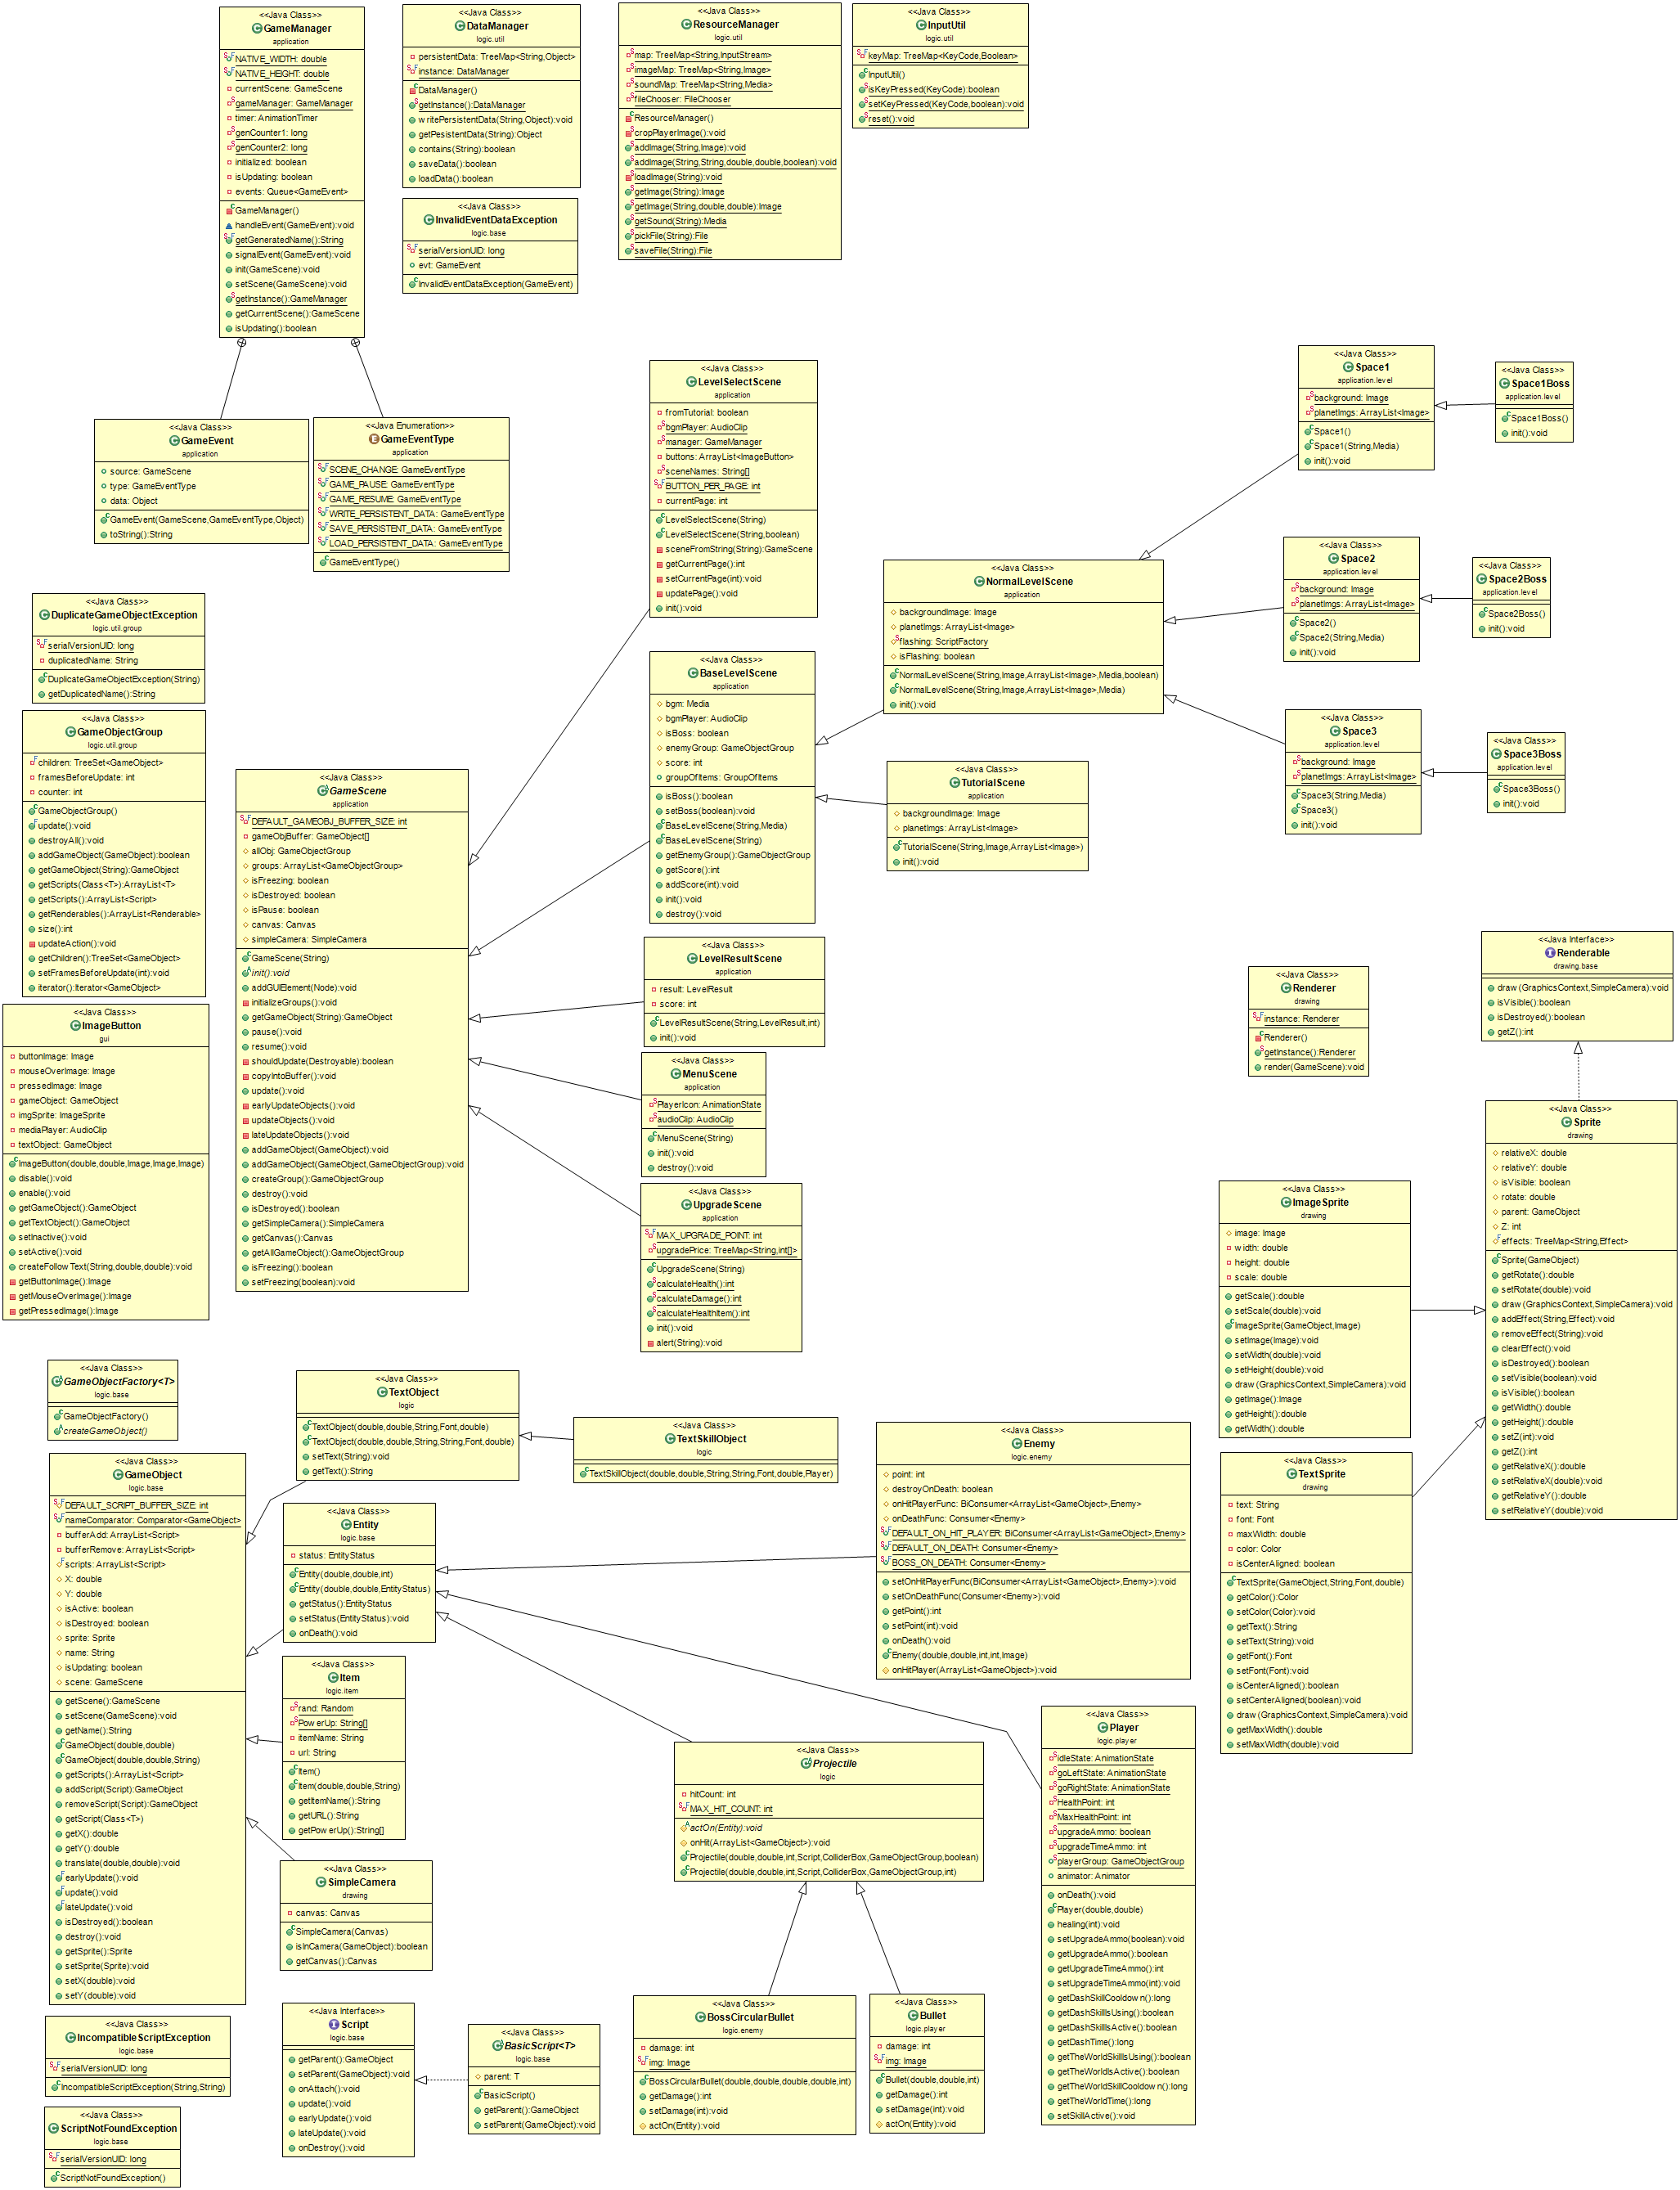 <<Java Class>>
GameManager
application
NATIVE_WIDTH: double
NATIVE_HEIGHT: double
currentScene: GameScene
gameManager: GameManager
timer: AnimationTimer
genCounter1: long
genCounter2: long
initialized: boolean
isUpdating: boolean
events: Queue<GameEvent>
GameManager()
handleEvent(GameEvent):void
getGeneratedName():String
signalEvent(GameEvent):void
init(GameScene):void
setScene(GameScene):void
getInstance():GameManager
getCurrentScene():GameScene
isUpdating():boolean
<<Java Class>>
DataManager
logic.util
persistentData: TreeMap<String,Object>
instance: DataManager
DataManager()
getInstance():DataManager
writePersistentData(String,Object):void
getPesistentData(String):Object
contains(String):boolean
saveData():boolean
loadData():boolean
<<Java Class>>
ResourceManager
logic.util
map: TreeMap<String,InputStream>
imageMap: TreeMap<String,Image>
soundMap: TreeMap<String,Media>
fileChooser: FileChooser
ResourceManager()
cropPlayerImage():void
addImage(String,Image):void
addImage(String,String,double,double,boolean):void
loadImage(String):void
getImage(String):Image
getImage(String,double,double):Image
getSound(String):Media
pickFile(String):File
saveFile(String):File
<<Java Class>>
InputUtil
logic.util
keyMap: TreeMap<KeyCode,Boolean>
InputUtil()
isKeyPressed(KeyCode):boolean
setKeyPressed(KeyCode,boolean):void
reset():void
<<Java Class>>
InvalidEventDataException
logic.base
serialVersionUID: long
evt: GameEvent
InvalidEventDataException(GameEvent)
<<Java Class>>
GameEvent
application
source: GameScene
type: GameEventType
data: Object
GameEvent(GameScene,GameEventType,Object)
toString():String
<<Java Enumeration>>
GameEventType
application
SCENE_CHANGE: GameEventType
GAME_PAUSE: GameEventType
GAME_RESUME: GameEventType
WRITE_PERSISTENT_DATA: GameEventType
SAVE_PERSISTENT_DATA: GameEventType
LOAD_PERSISTENT_DATA: GameEventType
GameEventType()
<<Java Class>>
LevelSelectScene
application
fromTutorial: boolean
bgmPlayer: AudioClip
manager: GameManager
buttons: ArrayList<ImageButton>
sceneNames: String[]
BUTTON_PER_PAGE: int
currentPage: int
LevelSelectScene(String)
LevelSelectScene(String,boolean)
sceneFromString(String):GameScene
getCurrentPage():int
setCurrentPage(int):void
updatePage():void
init():void
<<Java Class>>
Space1
application.level
background: Image
planetImgs: ArrayList<Image>
Space1()
Space1(String,Media)
init():void
<<Java Class>>
Space1Boss
application.level
Space1Boss()
init():void
<<Java Class>>
Space2
application.level
background: Image
planetImgs: ArrayList<Image>
Space2()
Space2(String,Media)
init():void
<<Java Class>>
Space2Boss
application.level
Space2Boss()
init():void
<<Java Class>>
NormalLevelScene
application
backgroundImage: Image
planetImgs: ArrayList<Image>
flashing: ScriptFactory
isFlashing: boolean
NormalLevelScene(String,Image,ArrayList<Image>,Media,boolean)
NormalLevelScene(String,Image,ArrayList<Image>,Media)
init():void
<<Java Class>>
Space3
application.level
background: Image
planetImgs: ArrayList<Image>
Space3(String,Media)
Space3()
init():void
<<Java Class>>
Space3Boss
application.level
Space3Boss()
init():void
<<Java Class>>
DuplicateGameObjectException
logic.util.group
serialVersionUID: long
duplicatedName: String
DuplicateGameObjectException(String)
getDuplicatedName():String
<<Java Class>>
GameObjectGroup
logic.util.group
children: TreeSet<GameObject>
framesBeforeUpdate: int
counter: int
GameObjectGroup()
update():void
destroyAll():void
addGameObject(GameObject):boolean
getGameObject(String):GameObject
getScripts(Class<T>):ArrayList<T>
getScripts():ArrayList<Script>
getRenderables():ArrayList<Renderable>
size():int
updateAction():void
getChildren():TreeSet<GameObject>
setFramesBeforeUpdate(int):void
iterator():Iterator<GameObject>
<<Java Class>>
BaseLevelScene
application
bgm: Media
bgmPlayer: AudioClip
isBoss: boolean
enemyGroup: GameObjectGroup
score: int
groupOfItems: GroupOfItems
isBoss():boolean
setBoss(boolean):void
BaseLevelScene(String,Media)
BaseLevelScene(String)
getEnemyGroup():GameObjectGroup
getScore():int
addScore(int):void
init():void
destroy():void
<<Java Class>>
TutorialScene
application
backgroundImage: Image
planetImgs: ArrayList<Image>
TutorialScene(String,Image,ArrayList<Image>)
init():void
<<Java Class>>
GameScene
application
DEFAULT_GAMEOBJ_BUFFER_SIZE: int
gameObjBuffer: GameObject[]
allObj: GameObjectGroup
groups: ArrayList<GameObjectGroup>
isFreezing: boolean
isDestroyed: boolean
isPause: boolean
canvas: Canvas
simpleCamera: SimpleCamera
GameScene(String)
init():void
addGUIElement(Node):void
initializeGroups():void
getGameObject(String):GameObject
pause():void
resume():void
shouldUpdate(Destroyable):boolean
copyIntoBuffer():void
update():void
earlyUpdateObjects():void
updateObjects():void
lateUpdateObjects():void
addGameObject(GameObject):void
addGameObject(GameObject,GameObjectGroup):void
createGroup():GameObjectGroup
destroy():void
isDestroyed():boolean
getSimpleCamera():SimpleCamera
getCanvas():Canvas
getAllGameObject():GameObjectGroup
isFreezing():boolean
setFreezing(boolean):void
<<Java Class>>
LevelResultScene
application
result: LevelResult
score: int
LevelResultScene(String,LevelResult,int)
init():void
<<Java Class>>
MenuScene
application
PlayerIcon: AnimationState
audioClip: AudioClip
MenuScene(String)
init():void
destroy():void
<<Java Class>>
UpgradeScene
application
MAX_UPGRADE_POINT: int
upgradePrice: TreeMap<String,int[]>
UpgradeScene(String)
calculateHealth():int
calculateDamage():int
calculateHealthItem():int
init():void
alert(String):void
<<Java Class>>
ImageButton
gui
buttonImage: Image
mouseOverImage: Image
pressedImage: Image
gameObject: GameObject
imgSprite: ImageSprite
mediaPlayer: AudioClip
textObject: GameObject
ImageButton(double,double,Image,Image,Image)
disable():void
enable():void
getGameObject():GameObject
getTextObject():GameObject
setInactive():void
setActive():void
createFollowText(String,double,double):void
getButtonImage():Image
getMouseOverImage():Image
getPressedImage():Image
<<Java Class>>
Renderer
drawing
instance: Renderer
Renderer()
getInstance():Renderer
render(GameScene):void
<<Java Interface>>
Renderable
drawing.base
draw(GraphicsContext,SimpleCamera):void
isVisible():boolean
isDestroyed():boolean
getZ():int
<<Java Class>>
Sprite
drawing
relativeX: double
relativeY: double
isVisible: boolean
rotate: double
parent: GameObject
Z: int
effects: TreeMap<String,Effect>
Sprite(GameObject)
getRotate():double
setRotate(double):void
draw(GraphicsContext,SimpleCamera):void
addEffect(String,Effect):void
removeEffect(String):void
clearEffect():void
isDestroyed():boolean
setVisible(boolean):void
isVisible():boolean
getWidth():double
getHeight():double
setZ(int):void
getZ():int
getRelativeX():double
setRelativeX(double):void
getRelativeY():double
setRelativeY(double):void
<<Java Class>>
ImageSprite
drawing
image: Image
width: double
height: double
scale: double
getScale():double
setScale(double):void
ImageSprite(GameObject,Image)
setImage(Image):void
setWidth(double):void
setHeight(double):void
draw(GraphicsContext,SimpleCamera):void
getImage():Image
getHeight():double
getWidth():double
<<Java Class>>
TextSprite
drawing
text: String
font: Font
maxWidth: double
color: Color
isCenterAligned: boolean
TextSprite(GameObject,String,Font,double)
getColor():Color
setColor(Color):void
getText():String
setText(String):void
getFont():Font
setFont(Font):void
isCenterAligned():boolean
setCenterAligned(boolean):void
draw(GraphicsContext,SimpleCamera):void
getMaxWidth():double
setMaxWidth(double):void
<<Java Class>>
GameObjectFactory<T>
logic.base
GameObjectFactory()
createGameObject()
<<Java Class>>
TextObject
logic
TextObject(double,double,String,Font,double)
TextObject(double,double,String,String,Font,double)
setText(String):void
getText():String
<<Java Class>>
TextSkillObject
logic
TextSkillObject(double,double,String,String,Font,double,Player)
<<Java Class>>
Enemy
logic.enemy
point: int
destroyOnDeath: boolean
onHitPlayerFunc: BiConsumer<ArrayList<GameObject>,Enemy>
onDeathFunc: Consumer<Enemy>
DEFAULT_ON_HIT_PLAYER: BiConsumer<ArrayList<GameObject>,Enemy>
DEFAULT_ON_DEATH: Consumer<Enemy>
BOSS_ON_DEATH: Consumer<Enemy>
setOnHitPlayerFunc(BiConsumer<ArrayList<GameObject>,Enemy>):void
setOnDeathFunc(Consumer<Enemy>):void
getPoint():int
setPoint(int):void
onDeath():void
Enemy(double,double,int,int,Image)
onHitPlayer(ArrayList<GameObject>):void
<<Java Class>>
GameObject
logic.base
DEFAULT_SCRIPT_BUFFER_SIZE: int
nameComparator: Comparator<GameObject>
bufferAdd: ArrayList<Script>
bufferRemove: ArrayList<Script>
scripts: ArrayList<Script>
X: double
Y: double
isActive: boolean
isDestroyed: boolean
sprite: Sprite
name: String
isUpdating: boolean
scene: GameScene
getScene():GameScene
setScene(GameScene):void
getName():String
GameObject(double,double)
GameObject(double,double,String)
getScripts():ArrayList<Script>
addScript(Script):GameObject
removeScript(Script):GameObject
getScript(Class<T>)
getX():double
getY():double
translate(double,double):void
earlyUpdate():void
update():void
lateUpdate():void
isDestroyed():boolean
destroy():void
getSprite():Sprite
setSprite(Sprite):void
setX(double):void
setY(double):void
<<Java Class>>
Entity
logic.base
status: EntityStatus
Entity(double,double,int)
Entity(double,double,EntityStatus)
getStatus():EntityStatus
setStatus(EntityStatus):void
onDeath():void
<<Java Class>>
Item
logic.item
rand: Random
PowerUp: String[]
itemName: String
url: String
Item()
Item(double,double,String)
getItemName():String
getURL():String
getPowerUp():String[]
<<Java Class>>
SimpleCamera
drawing
canvas: Canvas
SimpleCamera(Canvas)
isInCamera(GameObject):boolean
getCanvas():Canvas
<<Java Class>>
Projectile
logic
hitCount: int
MAX_HIT_COUNT: int
actOn(Entity):void
onHit(ArrayList<GameObject>):void
Projectile(double,double,int,Script,ColliderBox,GameObjectGroup,boolean)
Projectile(double,double,int,Script,ColliderBox,GameObjectGroup,int)
<<Java Class>>
Player
logic.player
idleState: AnimationState
goLeftState: AnimationState
goRightState: AnimationState
HealthPoint: int
MaxHealthPoint: int
upgradeAmmo: boolean
upgradeTimeAmmo: int
playerGroup: GameObjectGroup
animator: Animator
onDeath():void
Player(double,double)
healing(int):void
setUpgradeAmmo(boolean):void
getUpgradeAmmo():boolean
getUpgradeTimeAmmo():int
setUpgradeTimeAmmo(int):void
getDashSkillCooldown():long
getDashSkillIsUsing():boolean
getDashSkillIsActive():boolean
getDashTime():long
getTheWorldSkillIsUsing():boolean
getTheWorldIsActive():boolean
getTheWorldSkillCooldown():long
getTheWorldTime():long
setSkillActive():void
<<Java Class>>
BossCircularBullet
logic.enemy
damage: int
img: Image
BossCircularBullet(double,double,double,double,int)
getDamage():int
setDamage(int):void
actOn(Entity):void
<<Java Class>>
Bullet
logic.player
damage: int
img: Image
Bullet(double,double,int)
getDamage():int
setDamage(int):void
actOn(Entity):void
<<Java Interface>>
Script
logic.base
getParent():GameObject
setParent(GameObject):void
onAttach():void
update():void
earlyUpdate():void
lateUpdate():void
onDestroy():void
<<Java Class>>
BasicScript<T>
logic.base
parent: T
BasicScript()
getParent():GameObject
setParent(GameObject):void
<<Java Class>>
IncompatibleScriptException
logic.base
serialVersionUID: long
IncompatibleScriptException(String,String)
<<Java Class>>
ScriptNotFoundException
logic.base
serialVersionUID: long
ScriptNotFoundException()